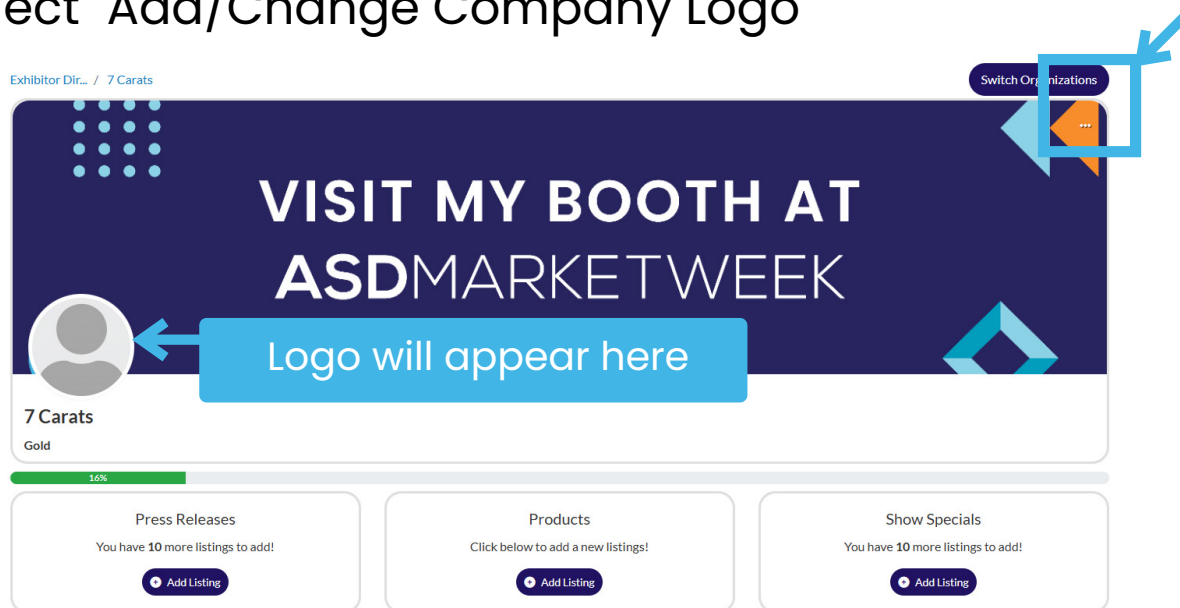 ect "Add/Change Company Logo"
Exhibitor Dir... / 7 Carats
Switch Organizations
...
VISIT MY BOOTH AT
ASDMARKETWEEK
Logo will appear here
7 Carats
Gold
16%
Press Releases
You have 10 more listings to add!
Add Listing
Products
Click below to add a new listings!
Add Listing
Show Specials
You have 10 more listings to add!
Add Listing